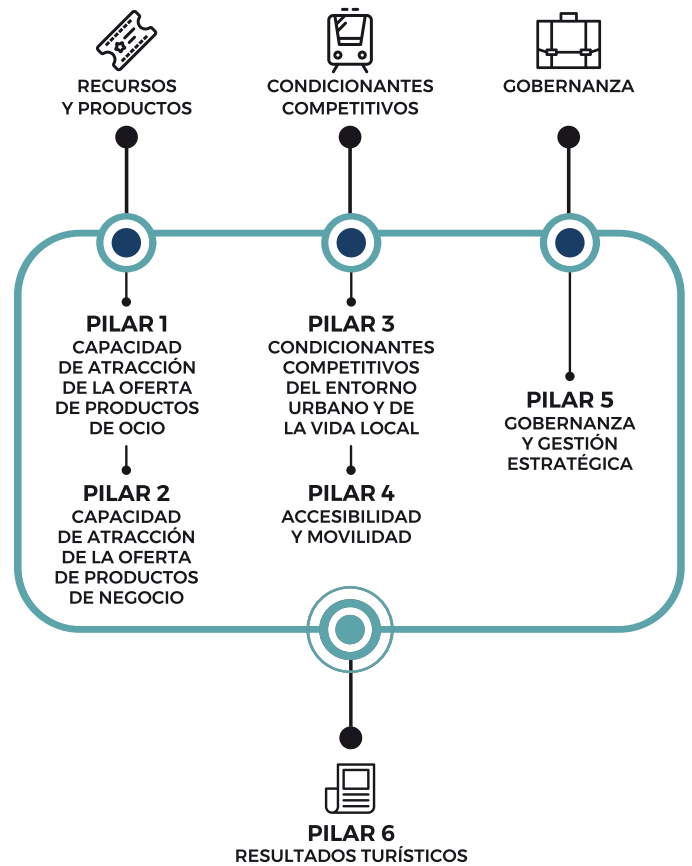 RECURSOS
Y PRODUCTOS
CONDICIONANTES
COMPETITIVOS
GOBERNANZA
PILAR 1
CAPACIDAD
DE ATRACCIÓN
DE LA OFERTA
DE PRODUCTOS
DE OCIO
PILAR 2
CAPACIDAD
DE ATRACCIÓN
DE LA OFERTA
DE PRODUCTOS
DE NEGOCIO
PILAR 3
CONDICIONANTES
COMPETITIVOS
DEL ENTORNO
URBANO Y DE
LA VIDA LOCAL
PILAR 4
ACCESIBILIDAD
Y MOVILIDAD
PILAR 5
GOBERNANZA
Y GESTIÓN
ESTRATÉGICA
PILAR 6
RESULTADOS TURÍSTICOS